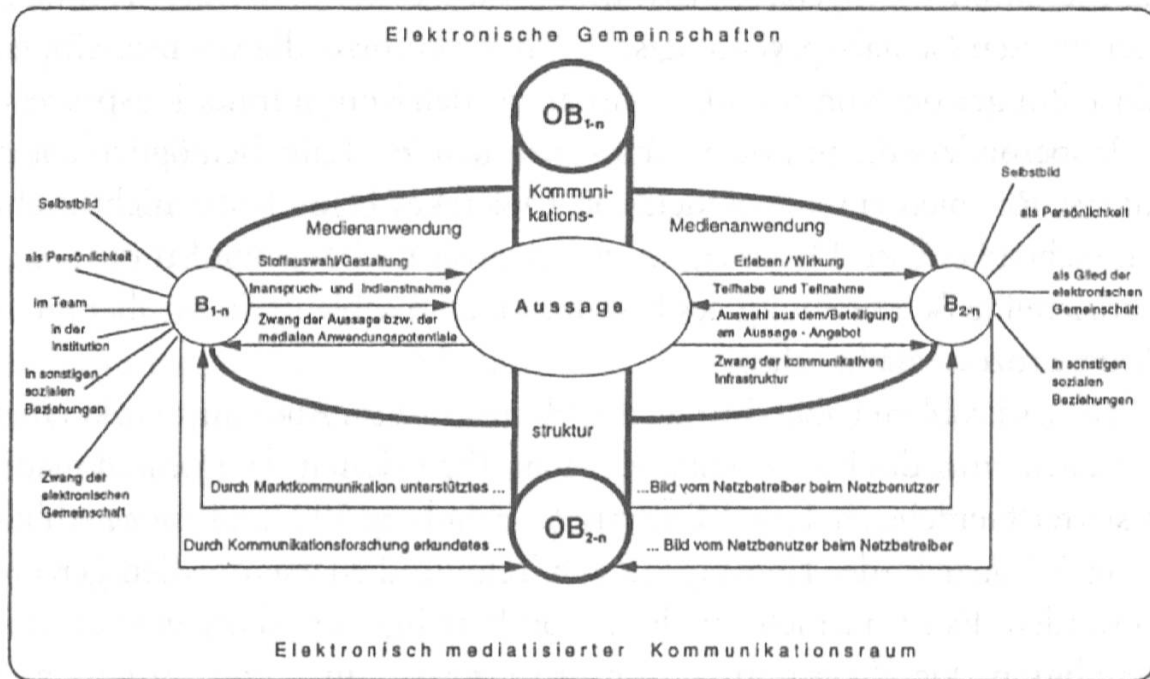 Elektronische Gemeinschaften
OB1-n
Kommuni-
kations-
Medienanwendung
Medienanwendung
Selbstbild
als Persönlichkeit
im Team
in der
Institution
in sonstigen
sozialen
Beziehungen
Zwang der
elektronischen
Gemeinschaft
B1-n
Stoffauswahl/Gestaltung
Inanspruch- und Indienstnahme
Zwang der Aussage bzw. der
medialen Anwendungspotentiale
Aussage
Erleben / Wirkung
Teilhabe und Teilnahme
Auswahl aus dem/Beteiligung
am Aussage - Angebot
Zwang der kommunikativen
Infrastruktur
B2-n
Selbstbild
als Persönlichkeit
als Glied der
elektronischen
Gemeinschaft
in sonstigen
sozialen
Beziehungen
struktur
Durch Marktkommunikation unterstütztes ...
...Bild vom Netzbetreiber beim Netzbenutzer
OB2-n
Durch Kommunikationsforschung erkundetes ...
... Bild vom Netzbenutzer beim Netzbetreiber
Elektronisch mediatisierter Kommunikationsraum